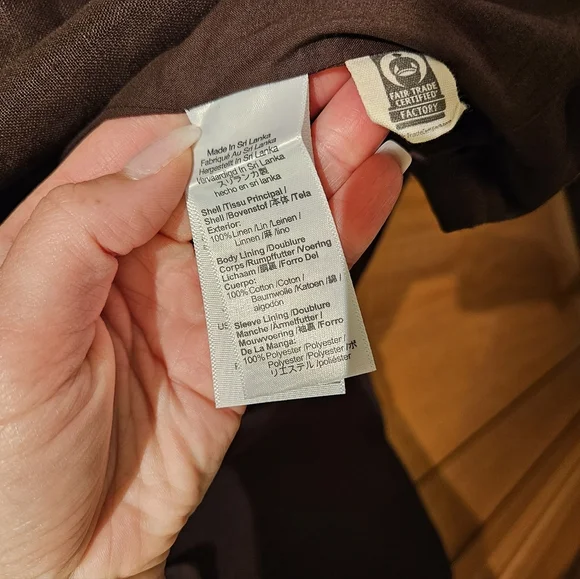 Made In Sri Lanka
Fabriqué Au Sri Lanka
Hergestellt in Sri Lanka
in Sri Lanka
スリランカ製
hecho en sri lanka
Shell /Tissu Principal /
Shell /Bovenstof /本体 /Tela
Exterior:
100% Linen /Lin /Leinen /
Linnen /麻 /lino
Body Lining /Doublure
Corps /Rumpffutter /Voering
Lichaam /胴裏 /Forro Del
Cuerpo:
100% Cotton /Coton /
Baumwolle /Katoen /綿 /
algodón
Sleeve Lining /Doublure
Manche /Ärmelfutter /
Mouwvoering /袖裏 /Forro
De La Manga:
100% Polyester /Polyester /
Polyester /Polyester /ポ
リエステル /poliéster
US
FAIR TRADE
CERTIFIED
FACTORY